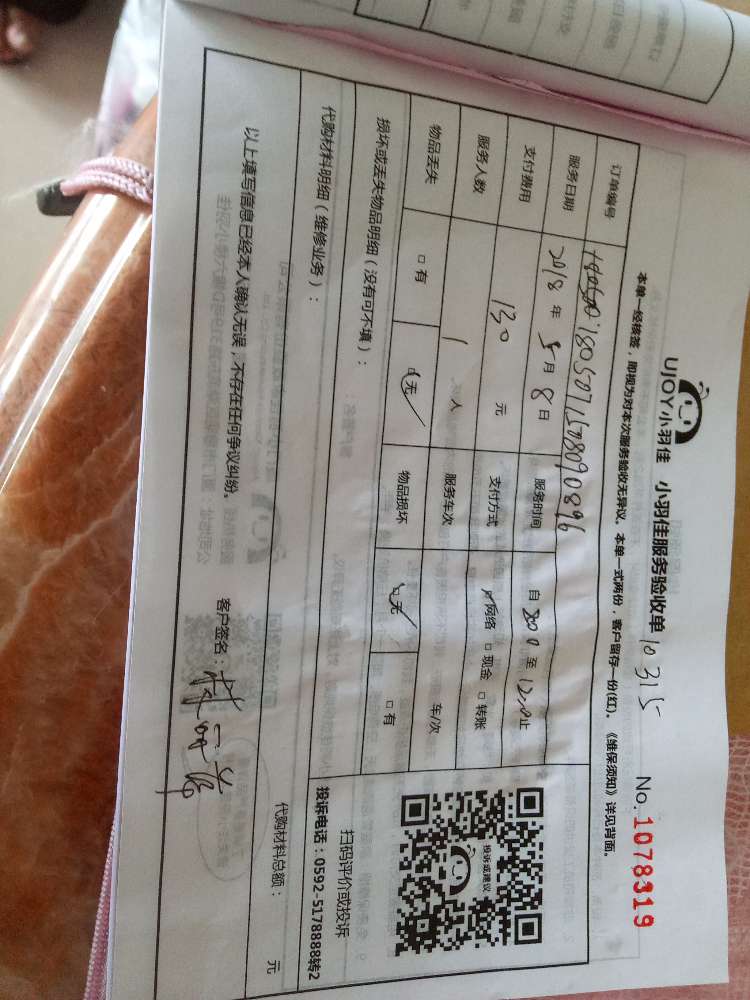 UJOY小羽佳 小羽佳服务验收单 10315 No.1078319
本单一经核签，即视为对本次服务验收无异议。本单一式两份，客户留存一份(红)。《维保须知》详见背面。
订单编号 1805071508090896
服务日期 2018 年 5 月 8 日 服务时间 自 800 至 12:00 止
支付费用 130 元 支付方式 网络 □ 现金 □ 转账
服务人数 1 人 服务车次 车/次
物品丢失 □ 有 无 物品损坏 无 □ 有
损坏或丢失物品明细（没有可不填）：
投诉或建议
扫码评价或投诉
投诉电话：0592-5178888转2
代购材料明细（维修业务）：
代购材料总额： 元
以上填写信息已经本人确认无误，不存在任何争议纠纷。
客户签名：